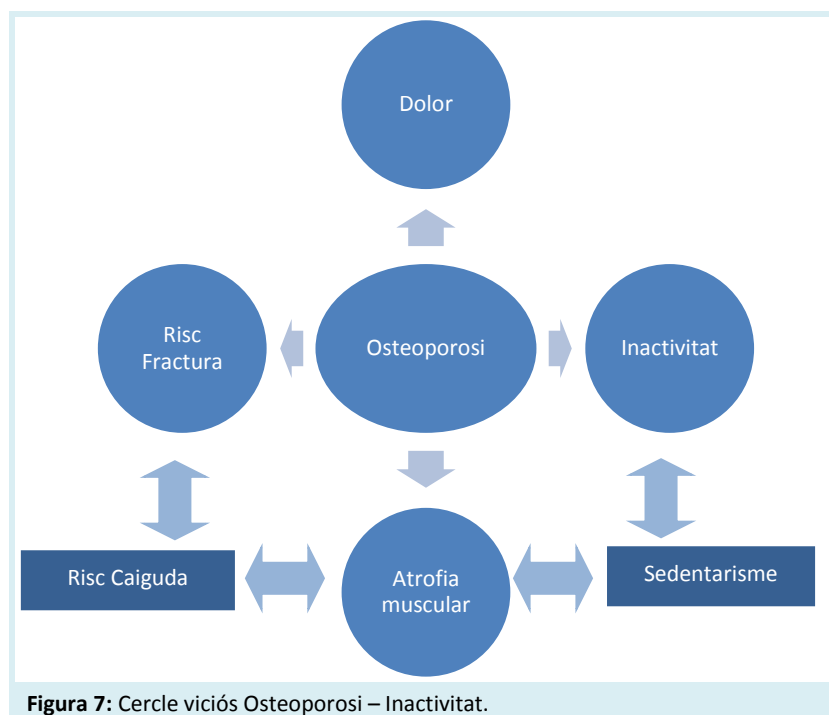 Dolor
Risc
Fractura
Osteoporosi
Inactivitat
Risc Caiguda
Atrofia
muscular
Sedentarisme
Figura 7: Cercle viciós Osteoporosi – Inactivitat.